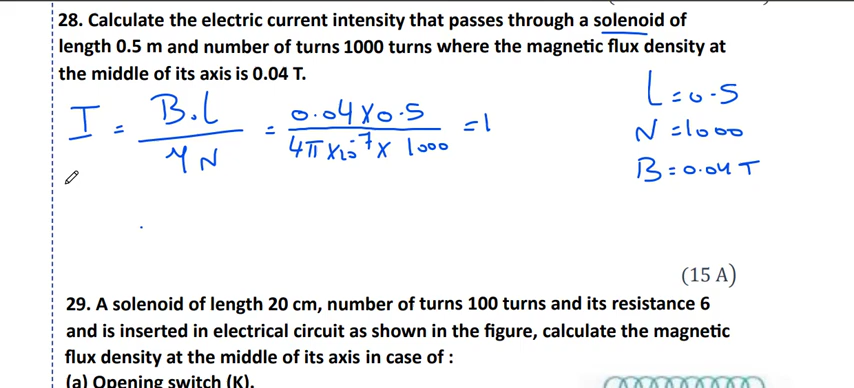 28. Calculate the electric current intensity that passes through a solenoid of
length 0.5 m and number of turns 1000 turns where the magnetic flux density at
the middle of its axis is 0.04 T.
L = 0.5
I = B.L / μN = 0.04 × 0.5 / 4π × 10⁻⁷ × 1000 = 1
N = 1000
B = 0.04 T
(15 A)
29. A solenoid of length 20 cm, number of turns 100 turns and its resistance 6
and is inserted in electrical circuit as shown in the figure, calculate the magnetic
flux density at the middle of its axis in case of :
(a) Opening switch (K).